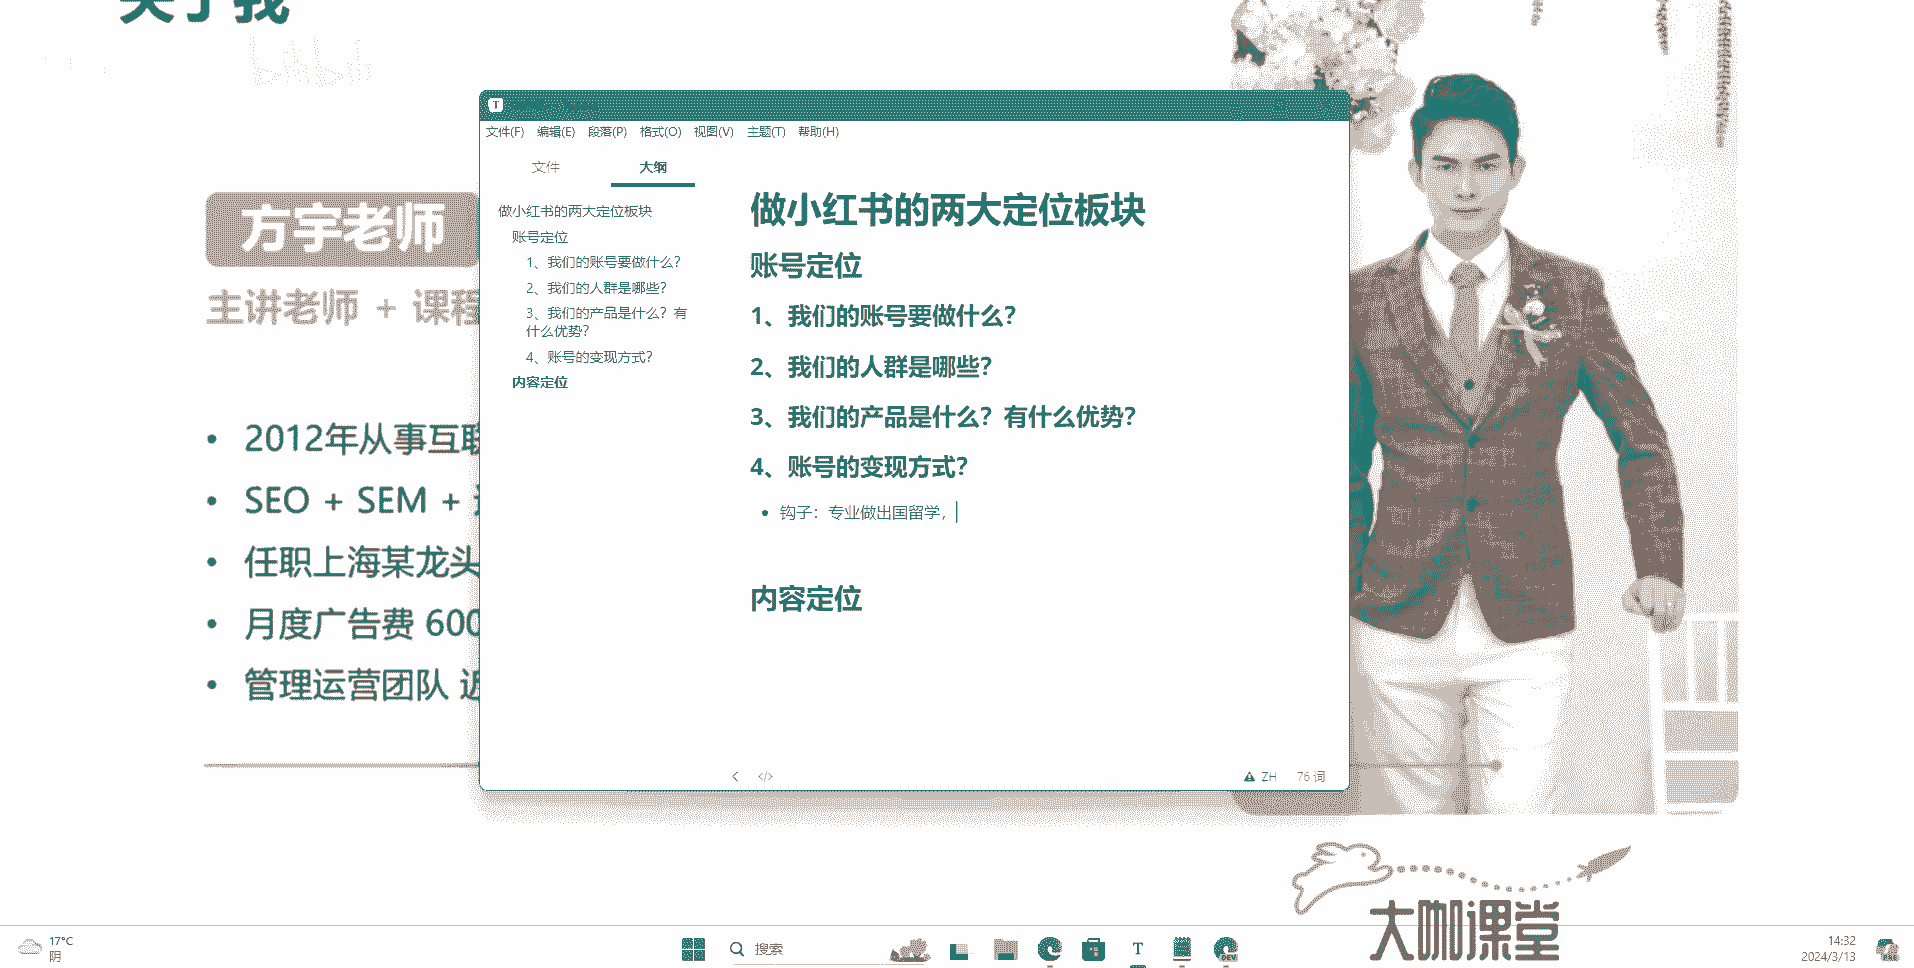 关于我
bilibili
方宇老师
主讲老师 + 课程
2012年从事互联
SEO + SEM +
任职上海某龙头
月度广告费 600
管理运营团队 近
T
文件(F) 编辑(E) 段落(P) 格式(O) 视图(V) 主题(T) 帮助(H)
文件 大纲
做小红书的两大定位板块
账号定位
1、我们的账号要做什么?
2、我们的人群是哪些?
3、我们的产品是什么？有
什么优势?
4、账号的变现方式?
内容定位
做小红书的两大定位板块
账号定位
1、我们的账号要做什么?
2、我们的人群是哪些?
3、我们的产品是什么？有什么优势?
4、账号的变现方式?
钩子：专业做出国留学，
内容定位
</> ZH 76 词
大咖课堂
17°C
阴
搜索
T
DEV
14:32
2024/3/13
PRE